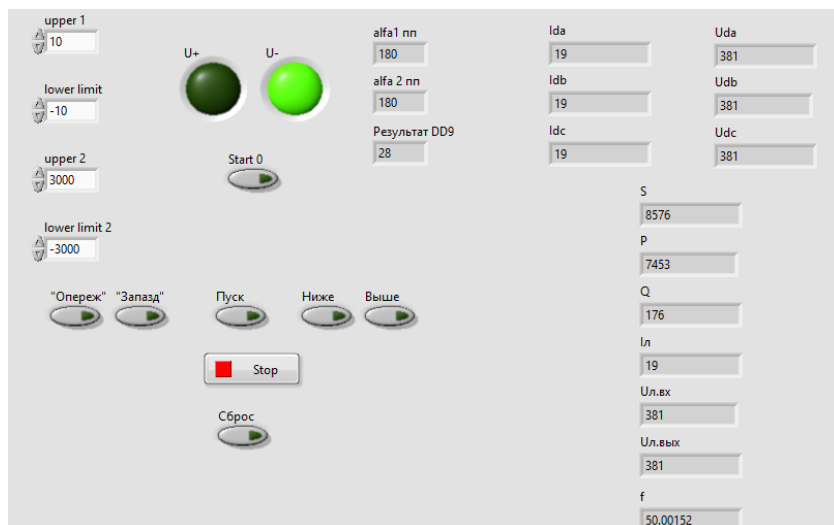 upper 1
10
lower limit
-10
upper 2
3000
lower limit 2
-3000
U+
U-
Start 0
"Опереж"
"Запазд"
Пуск
Ниже
Выше
Stop
Сброс
alfa1 пп
180
alfa 2 пп
180
Результат DD9
28
Ida
19
Idb
19
Idc
19
Uda
381
Udb
381
Udc
381
S
8576
P
7453
Q
176
Iл
19
Uл.вх
381
Uл.вых
381
f
50,00152